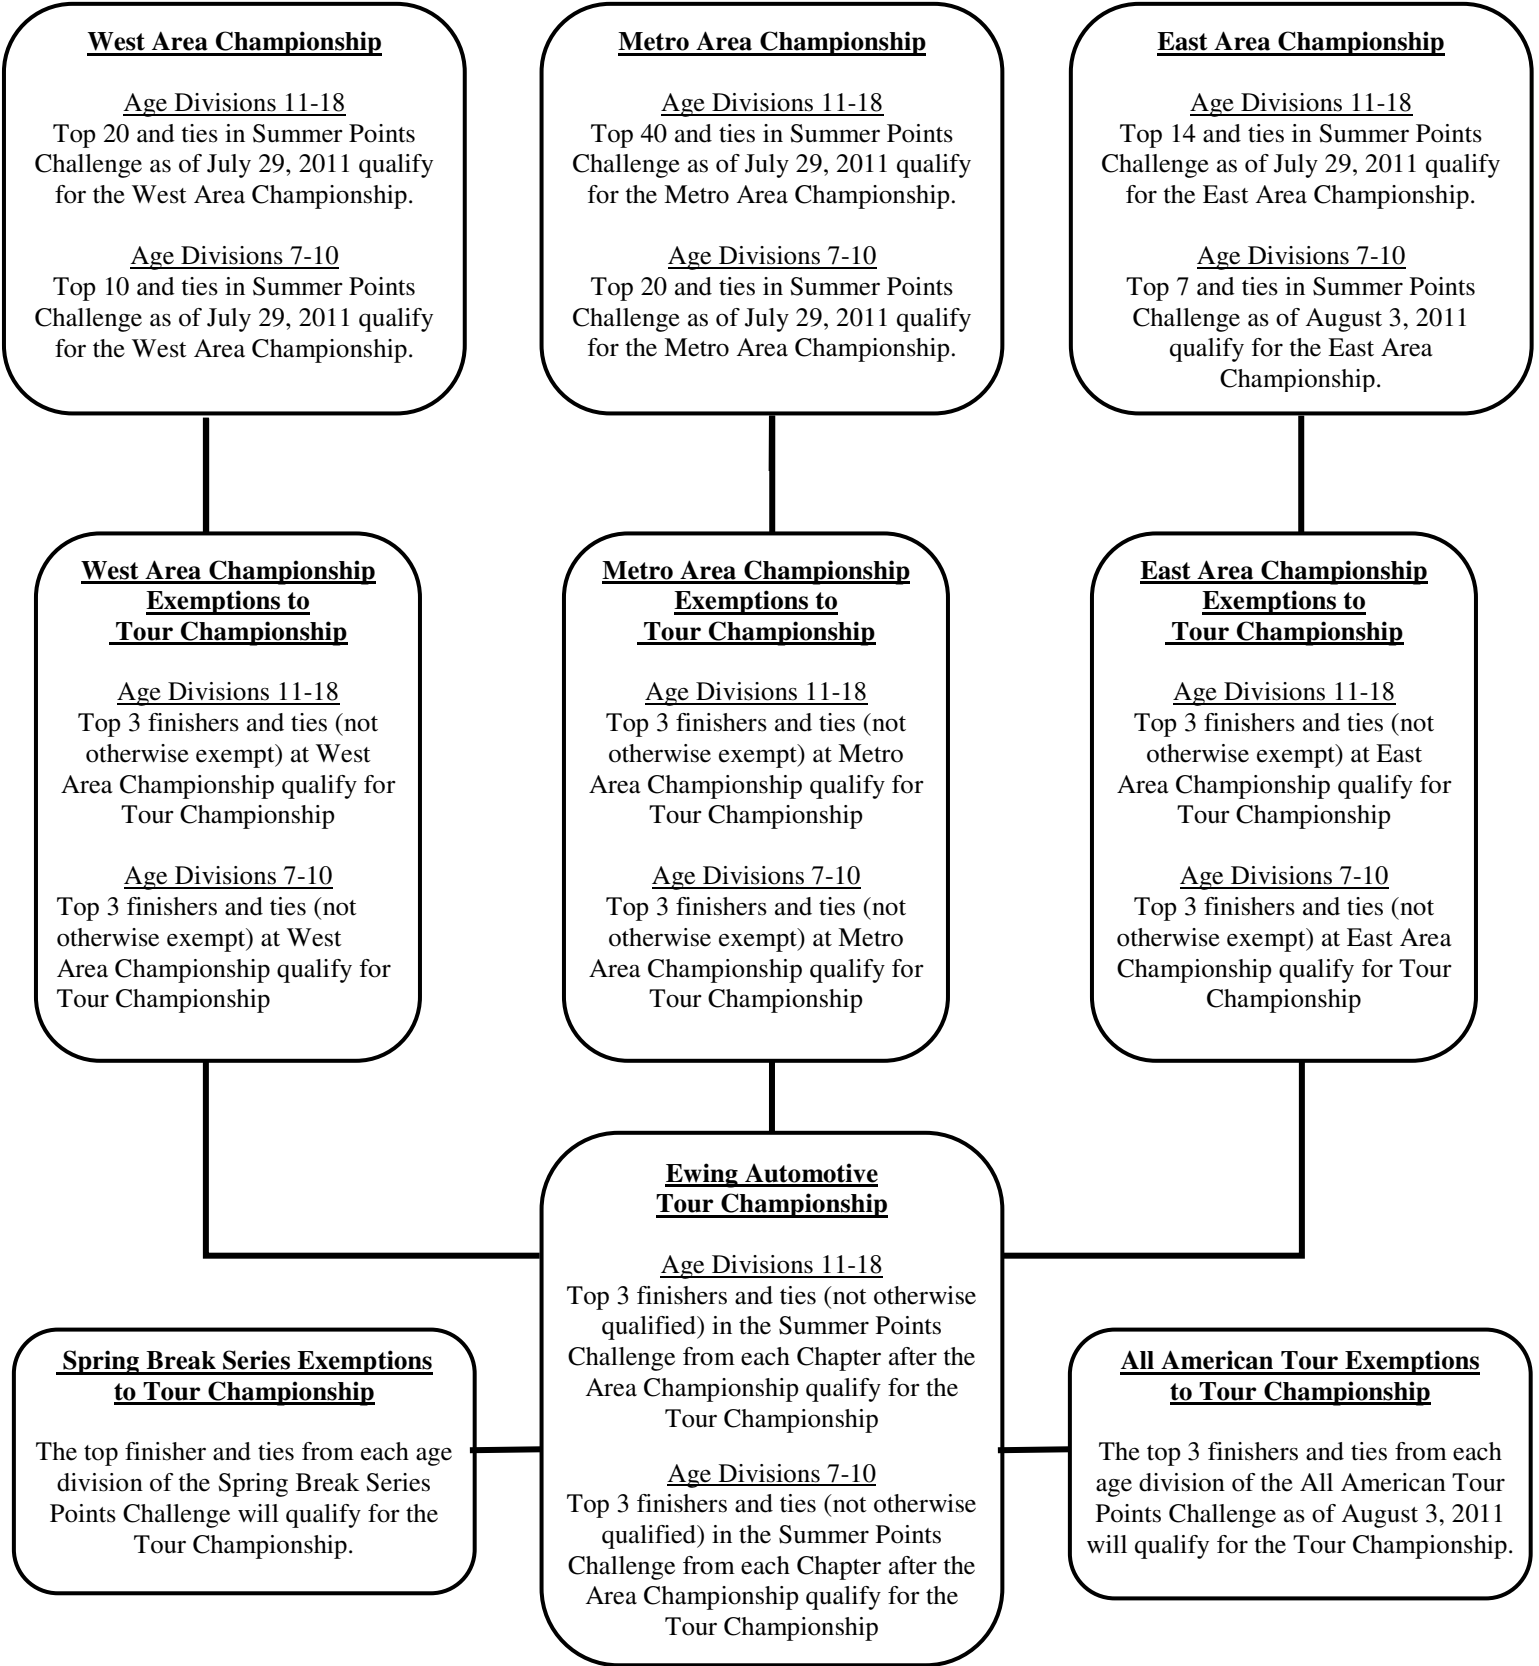 West Area Championship
Age Divisions 11-18
Top 20 and ties in Summer Points
Challenge as of July 29, 2011 qualify
for the West Area Championship.
Age Divisions 7-10
Top 10 and ties in Summer Points
Challenge as of July 29, 2011 qualify
for the West Area Championship.
Metro Area Championship
Age Divisions 11-18
Top 40 and ties in Summer Points
Challenge as of July 29, 2011 qualify
for the Metro Area Championship.
Age Divisions 7-10
Top 20 and ties in Summer Points
Challenge as of July 29, 2011 qualify
for the Metro Area Championship.
East Area Championship
Age Divisions 11-18
Top 14 and ties in Summer Points
Challenge as of July 29, 2011 qualify
for the East Area Championship.
Age Divisions 7-10
Top 7 and ties in Summer Points
Challenge as of August 3, 2011
qualify for the East Area
Championship.
West Area Championship
Exemptions to
Tour Championship
Age Divisions 11-18
Top 3 finishers and ties (not
otherwise exempt) at West
Area Championship qualify for
Tour Championship
Age Divisions 7-10
Top 3 finishers and ties (not
otherwise exempt) at West
Area Championship qualify for
Tour Championship
Metro Area Championship
Exemptions to
Tour Championship
Age Divisions 11-18
Top 3 finishers and ties (not
otherwise exempt) at Metro
Area Championship qualify for
Tour Championship
Age Divisions 7-10
Top 3 finishers and ties (not
otherwise exempt) at Metro
Area Championship qualify for
Tour Championship
East Area Championship
Exemptions to
Tour Championship
Age Divisions 11-18
Top 3 finishers and ties (not
otherwise exempt) at East
Area Championship qualify for
Tour Championship
Age Divisions 7-10
Top 3 finishers and ties (not
otherwise exempt) at East Area
Championship qualify for Tour
Championship
Spring Break Series Exemptions
to Tour Championship
The top finisher and ties from each age
division of the Spring Break Series
Points Challenge will qualify for the
Tour Championship.
Ewing Automotive
Tour Championship
Age Divisions 11-18
Top 3 finishers and ties (not otherwise
qualified) in the Summer Points
Challenge from each Chapter after the
Area Championship qualify for the
Tour Championship
Age Divisions 7-10
Top 3 finishers and ties (not otherwise
qualified) in the Summer Points
Challenge from each Chapter after the
Area Championship qualify for the
Tour Championship
All American Tour Exemptions
to Tour Championship
The top 3 finishers and ties from each
age division of the All American Tour
Points Challenge as of August 3, 2011
will qualify for the Tour Championship.